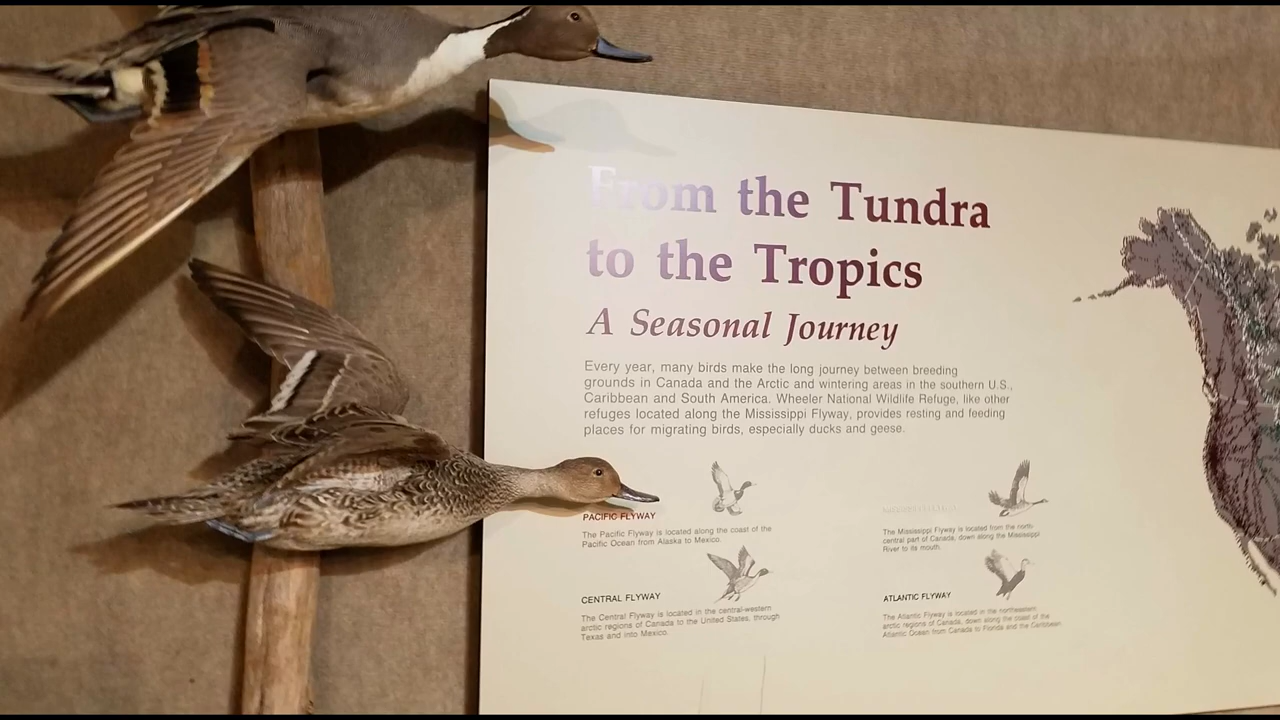 From the Tundra
to the Tropics
A Seasonal Journey
Every year, many birds make the long journey between breeding
grounds in Canada and the Arctic and wintering areas in the southern U.S.,
Caribbean and South America. Wheeler National Wildlife Refuge, like other
refuges located along the Mississippi Flyway, provides resting and feeding
places for migrating birds, especially ducks and geese.
PACIFIC FLYWAY
The Pacific Flyway is located along the coast of the
Pacific Ocean from Alaska to Mexico.
CENTRAL FLYWAY
The Central Flyway is located in the central-western
arctic regions of Canada to the United States, through
Texas and into Mexico.
The Mississippi Flyway is located from the north-
central part of Canada, down along the Mississippi
River to its mouth.
ATLANTIC FLYWAY
The Atlantic Flyway is located in the northeastern
arctic regions of Canada, down along the coast of the
Atlantic Ocean from Canada to Florida and the Caribbean.